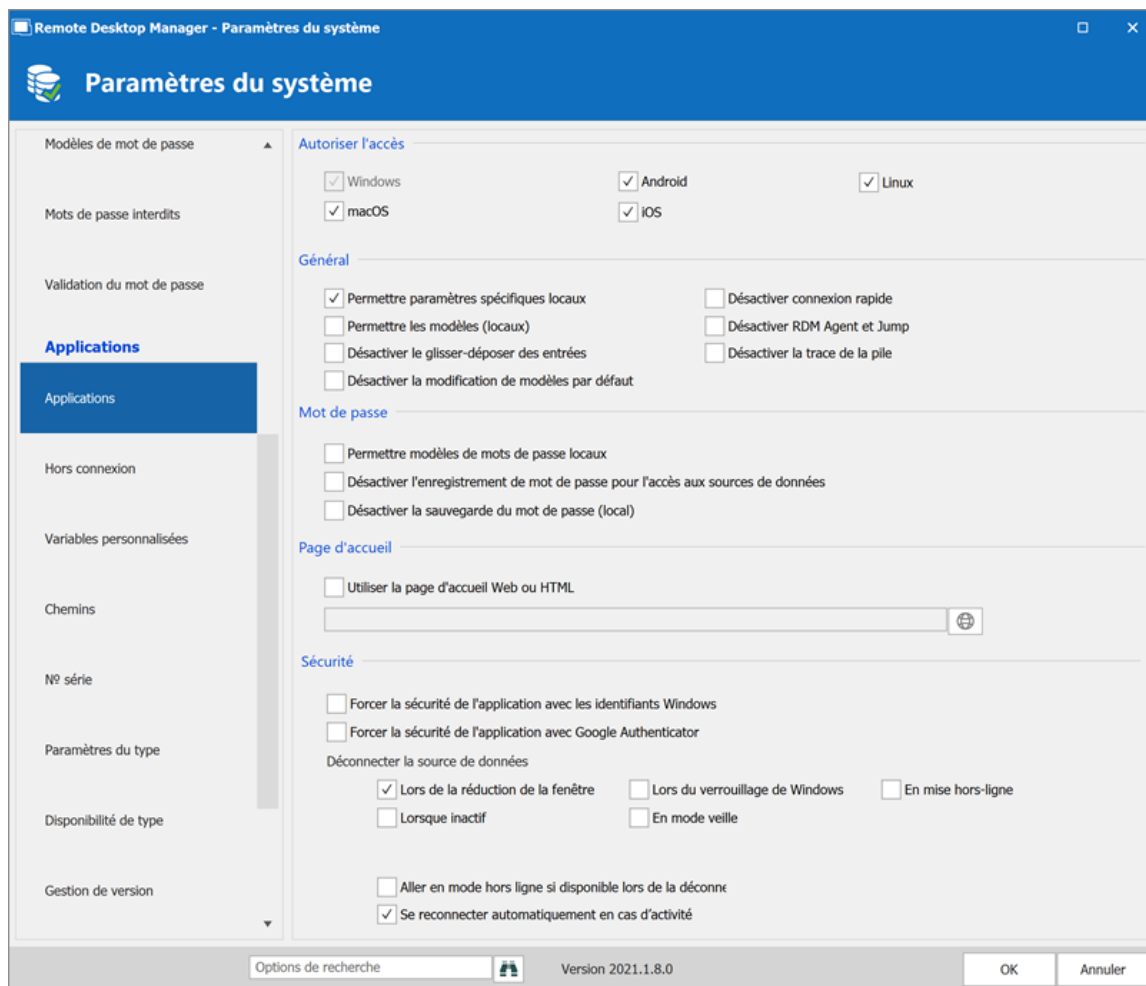 Remote Desktop Manager - Paramètres du système
Paramètres du système
Modèles de mot de passe
Mots de passe interdits
Validation du mot de passe
Applications
Applications
Hors connexion
Variables personnalisées
Chemins
Nº série
Paramètres du type
Disponibilité de type
Gestion de version
Autoriser l'accès
Windows
Android
Linux
macOS
iOS
Général
Permettre paramètres spécifiques locaux
Désactiver connexion rapide
Permettre les modèles (locaux)
Désactiver RDM Agent et Jump
Désactiver le glisser-déposer des entrées
Désactiver la trace de la pile
Désactiver la modification de modèles par défaut
Mot de passe
Permettre modèles de mots de passe locaux
Désactiver l'enregistrement de mot de passe pour l'accès aux sources de données
Désactiver la sauvegarde du mot de passe (local)
Page d'accueil
Utiliser la page d'accueil Web ou HTML
Sécurité
Forcer la sécurité de l'application avec les identifiants Windows
Forcer la sécurité de l'application avec Google Authenticator
Déconnecter la source de données
Lors de la réduction de la fenêtre
Lors du verrouillage de Windows
En mise hors-ligne
Lorsque inactif
En mode veille
Aller en mode hors ligne si disponible lors de la déconne
Se reconnecter automatiquement en cas d’activité
Options de recherche
Version 2021.1.8.0
OK
Annuler